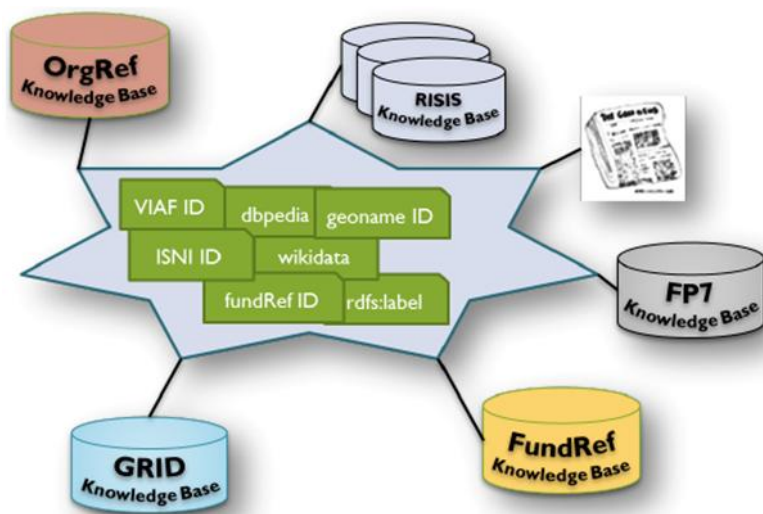 OrgRef
Knowledge Base
RISIS
Knowledge Base
VIAF ID
dbpedia
geoname ID
ISNI ID
wikidata
fundRef ID
rdfs:label
FP7
Knowledge Base
GRID
Knowledge Base
FundRef
Knowledge Base